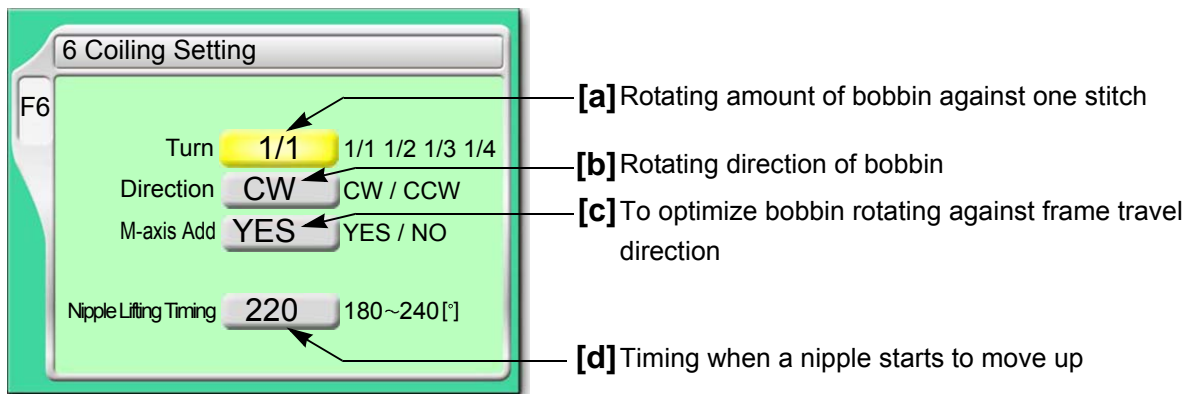 6 Coiling Setting
F6
Turn 1/1 1/1 1/2 1/3 1/4
Direction CW CW / CCW
M-axis Add YES YES / NO
Nipple Lifting Timing 220 180~240[°]
[a] Rotating amount of bobbin against one stitch
[b] Rotating direction of bobbin
[c] To optimize bobbin rotating against frame travel
direction
[d] Timing when a nipple starts to move up